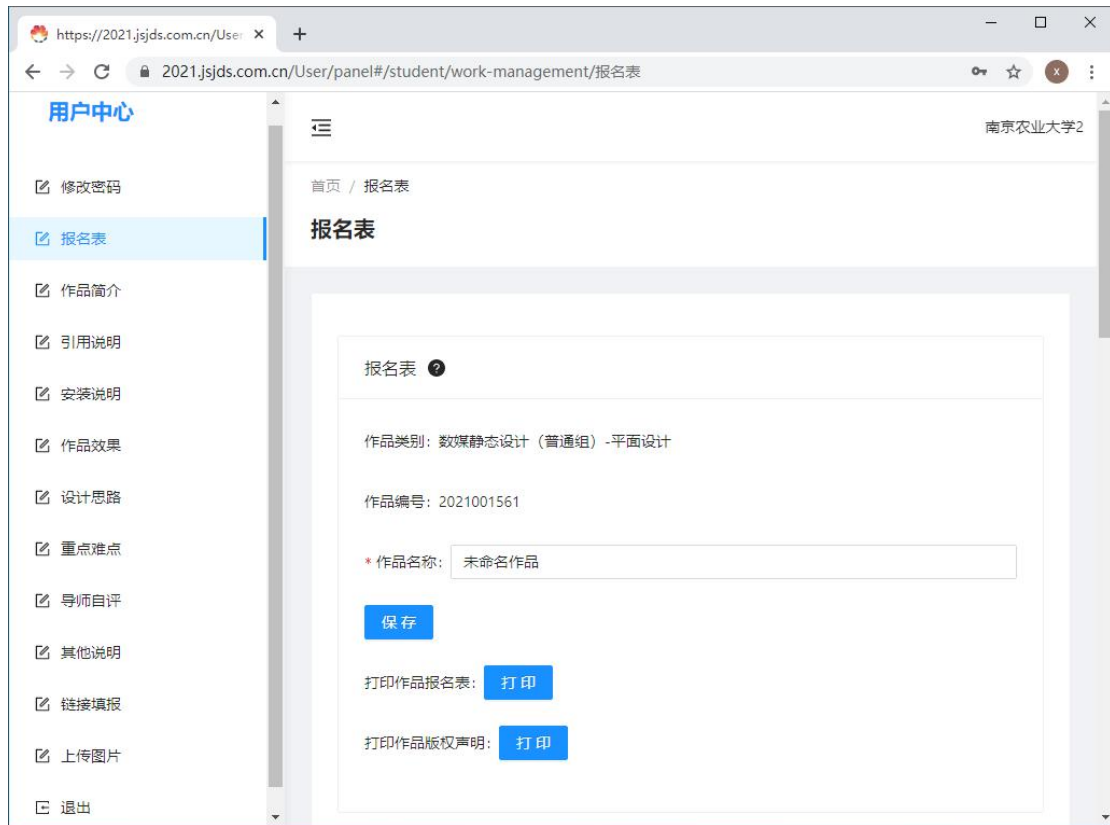 https://2021.jsjds.com.cn/User
2021.jsjds.com.cn/User/panel#/student/work-management/报名表
X
用户中心
修改密码
报名表
作品简介
引用说明
安装说明
作品效果
设计思路
重点难点
导师自评
其他说明
链接填报
上传图片
退出
南京农业大学2
首页 / 报名表
报名表
报名表 ?
作品类别: 数媒静态设计（普通组）-平面设计
作品编号: 2021001561
* 作品名称: 未命名作品
保存
打印作品报名表: 打印
打印作品版权声明: 打印